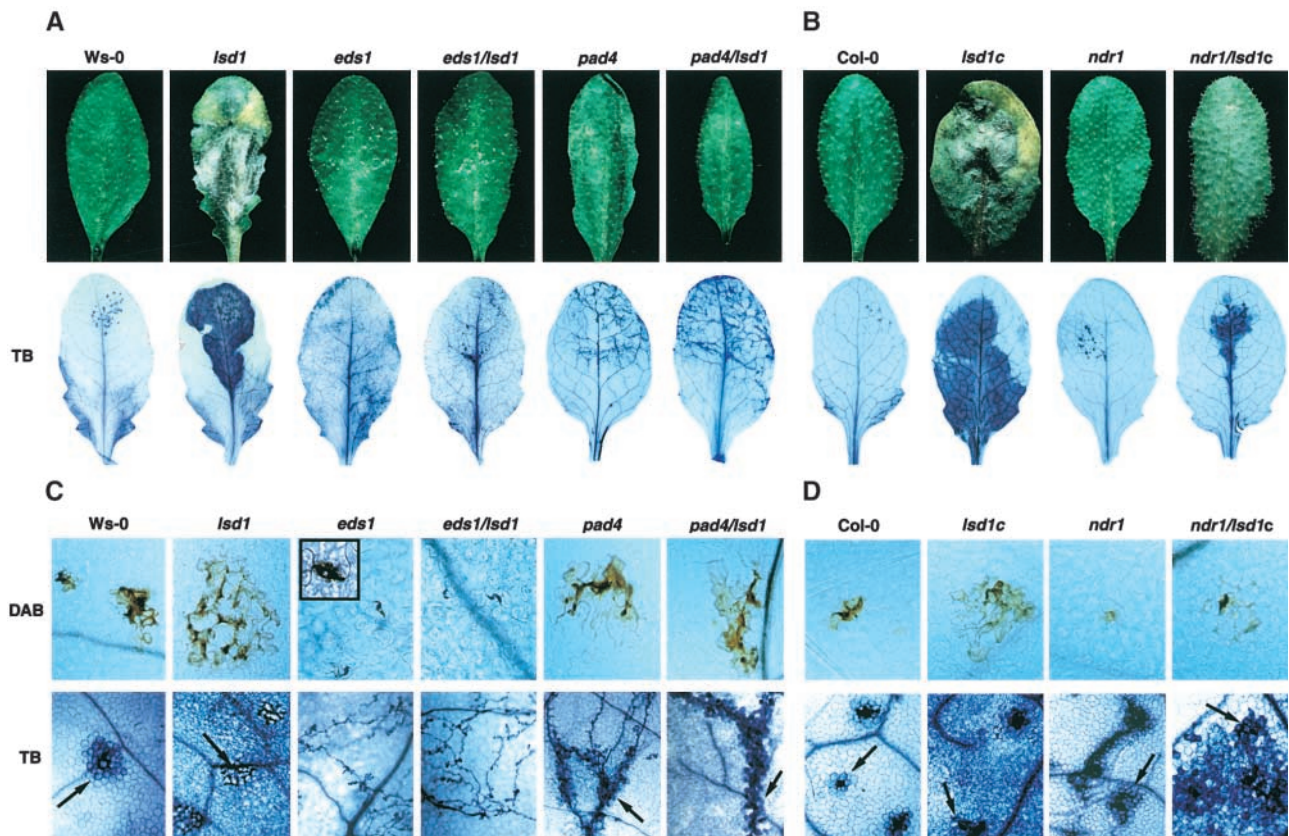 A
B
Ws-0 lsd1 eds1 eds1/lsd1 pad4 pad4/lsd1
Col-0 lsd1c ndr1 ndr1/lsd1c
TB
C
D
Ws-0 lsd1 eds1 eds1/lsd1 pad4 pad4/lsd1
Col-0 lsd1c ndr1 ndr1/lsd1c
DAB
TB